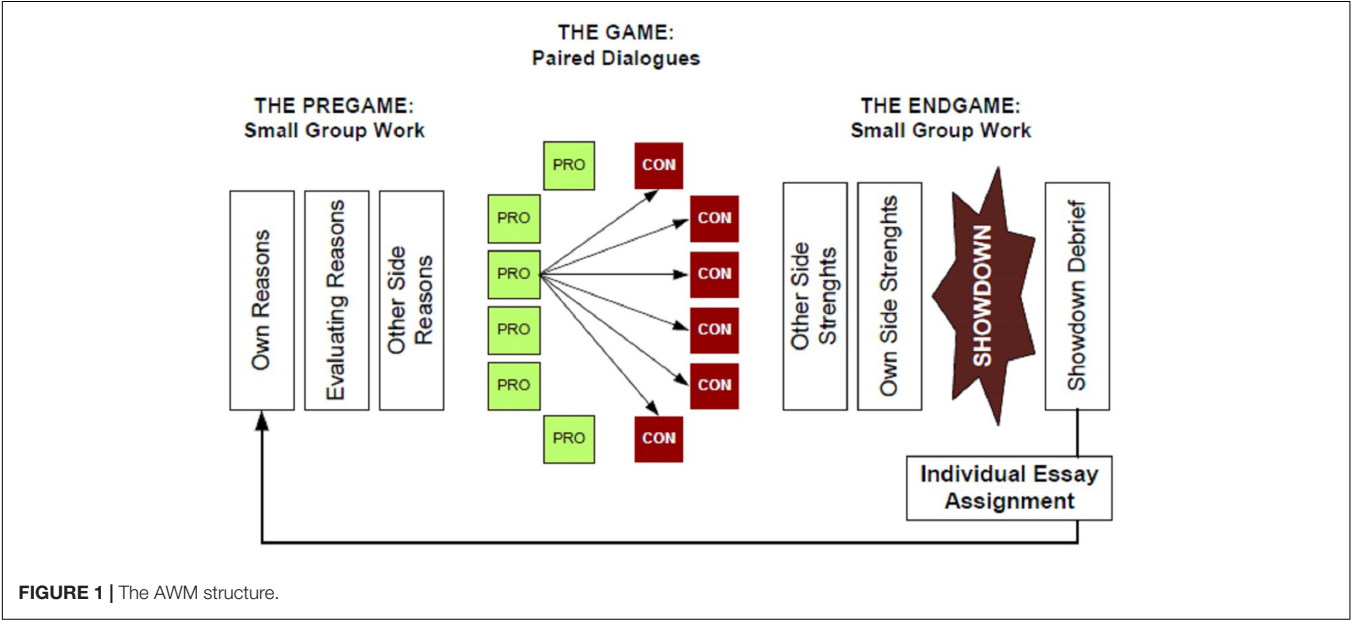 THE GAME:
Paired Dialogues
THE PREGAME:
Small Group Work
THE ENDGAME:
Small Group Work
Own Reasons
Evaluating Reasons
Other Side
Reasons
PRO
PRO
PRO
PRO
PRO
PRO
CON
CON
CON
CON
CON
CON
Other Side
Strenghts
Own Side Strenghts
SHOWDOWN
Showdown Debrief
Individual Essay
Assignment
FIGURE 1 | The AWM structure.